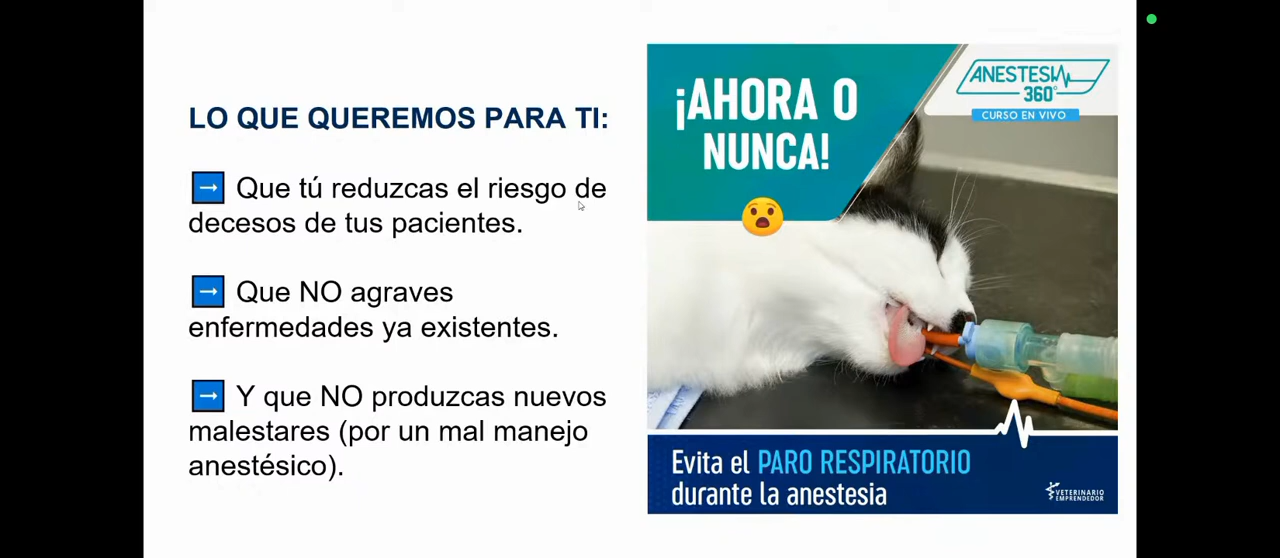 LO QUE QUEREMOS PARA TI:
➡ Que tú reduzcas el riesgo de
decesos de tus pacientes.
➡ Que NO agraves
enfermedades ya existentes.
➡ Y que NO produzcas nuevos
malestares (por un mal manejo
anestésico).
¡AHORA O
NUNCA!
ANESTESIA
360°
CURSO EN VIVO
Evita el PARO RESPIRATORIO
durante la anestesia
VETERINARIO
EMPRENDEDOR